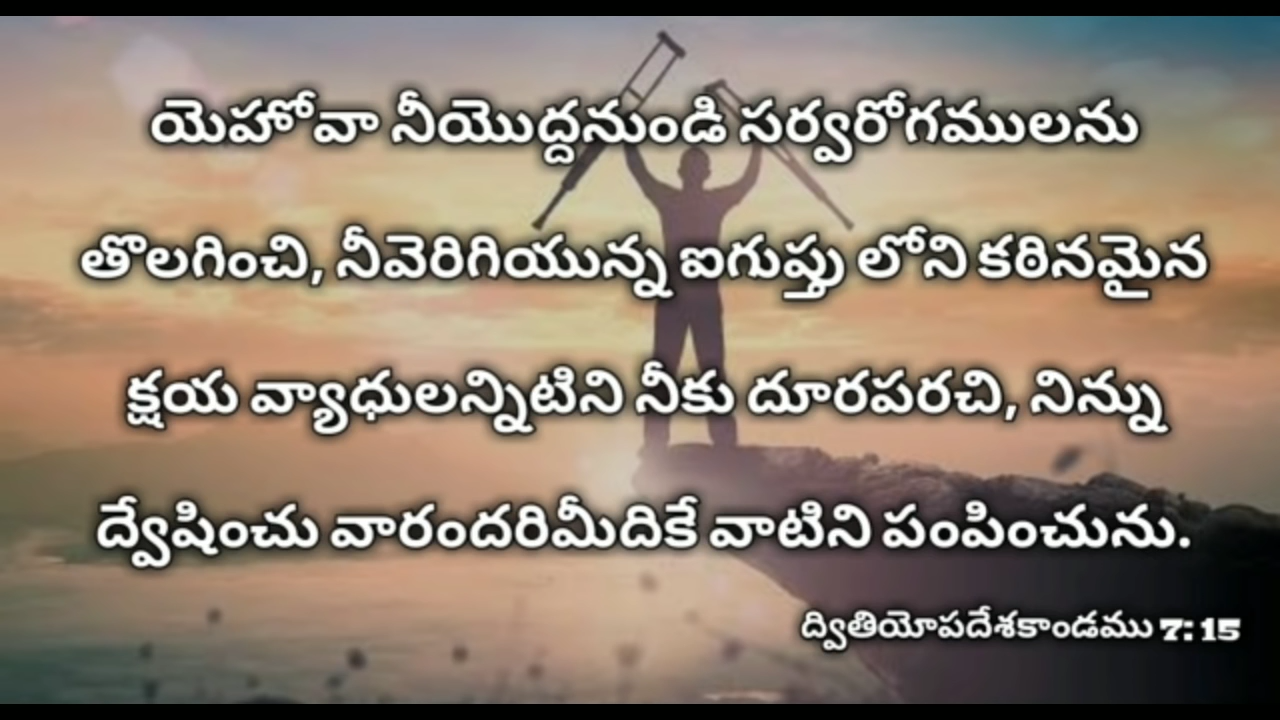 యెహోవా నీయొద్దనుండి సర్వరోగములను
తొలగించి, నీవెరిగియున్న ఐగుప్తు లోని కఠినమైన
క్షయ వ్యాధులన్నిటిని నీకు దూరపరచి, నిన్ను
ద్వేషించు వారందరిమీదికే వాటిని పంపించును.
ద్వితియోపదేశకాండము 7: 15